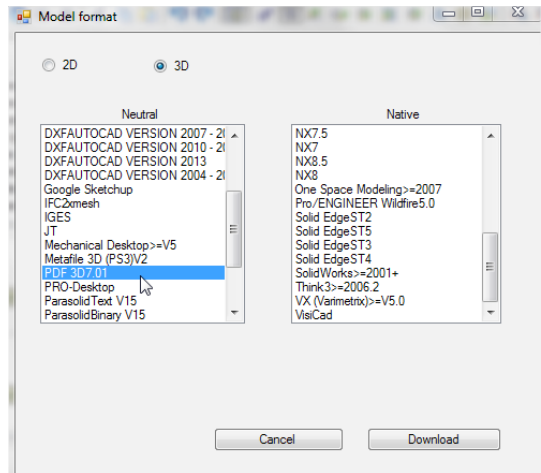 Model format
2D
3D
Neutral
DXFAUTOCAD VERSION 2007 - 2
DXFAUTOCAD VERSION 2010 - 2
DXFAUTOCAD VERSION 2013
DXFAUTOCAD VERSION 2004 - 2
Google Sketchup
IFC2xmesh
IGES
JT
Mechanical Desktop>=V5
Metafile 3D (PS3)V2
PDF 3D7.01
PRO-Desktop
ParasolidText V15
ParasolidBinary V15
Native
NX7.5
NX7
NX8.5
NX8
One Space Modeling>=2007
Pro/ENGINEER Wildfire5.0
Solid EdgeST2
Solid EdgeST5
Solid EdgeST3
Solid EdgeST4
SolidWorks>=2001+
Think3>=2006.2
VX (Varimetrix)>=V5.0
VisiCad
Cancel
Download